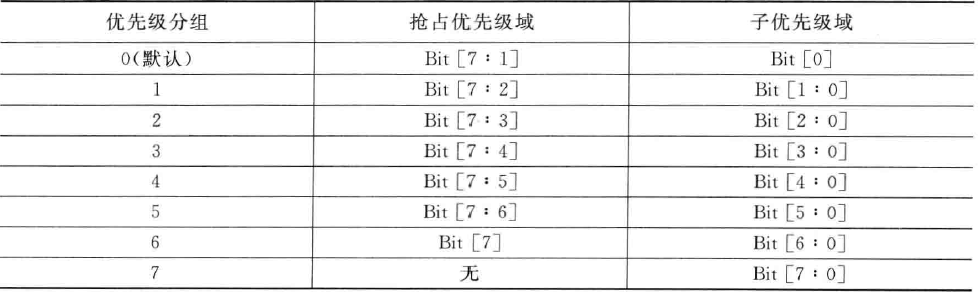 优先级分组 抢占优先级域 子优先级域
0(默认) Bit [7:1] Bit [0]
1 Bit [7:2] Bit [1:0]
2 Bit [7:3] Bit [2:0]
3 Bit [7:4] Bit [3:0]
4 Bit [7:5] Bit [4:0]
5 Bit [7:6] Bit [5:0]
6 Bit [7] Bit [6:0]
7 无 Bit [7:0]